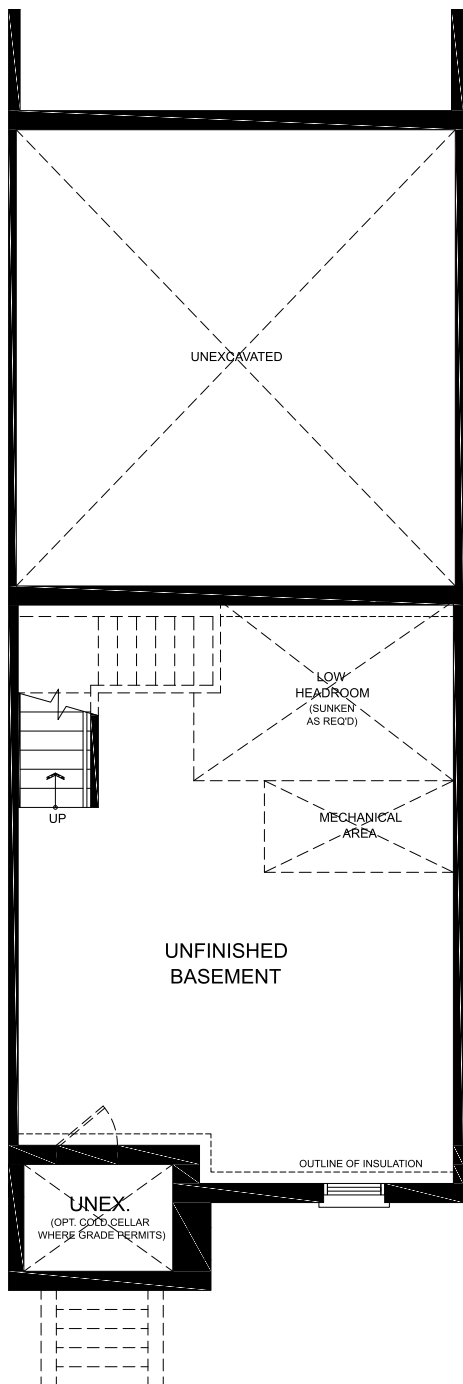 UNEXCAVATED
LOW
HEADROOM
(SUNKEN
AS REQ'D)
MECHANICAL
AREA
UP
UNFINISHED
BASEMENT
OUTLINE OF INSULATION
UNEX.
(OPT. COLD CELLAR
WHERE GRADE PERMITS)